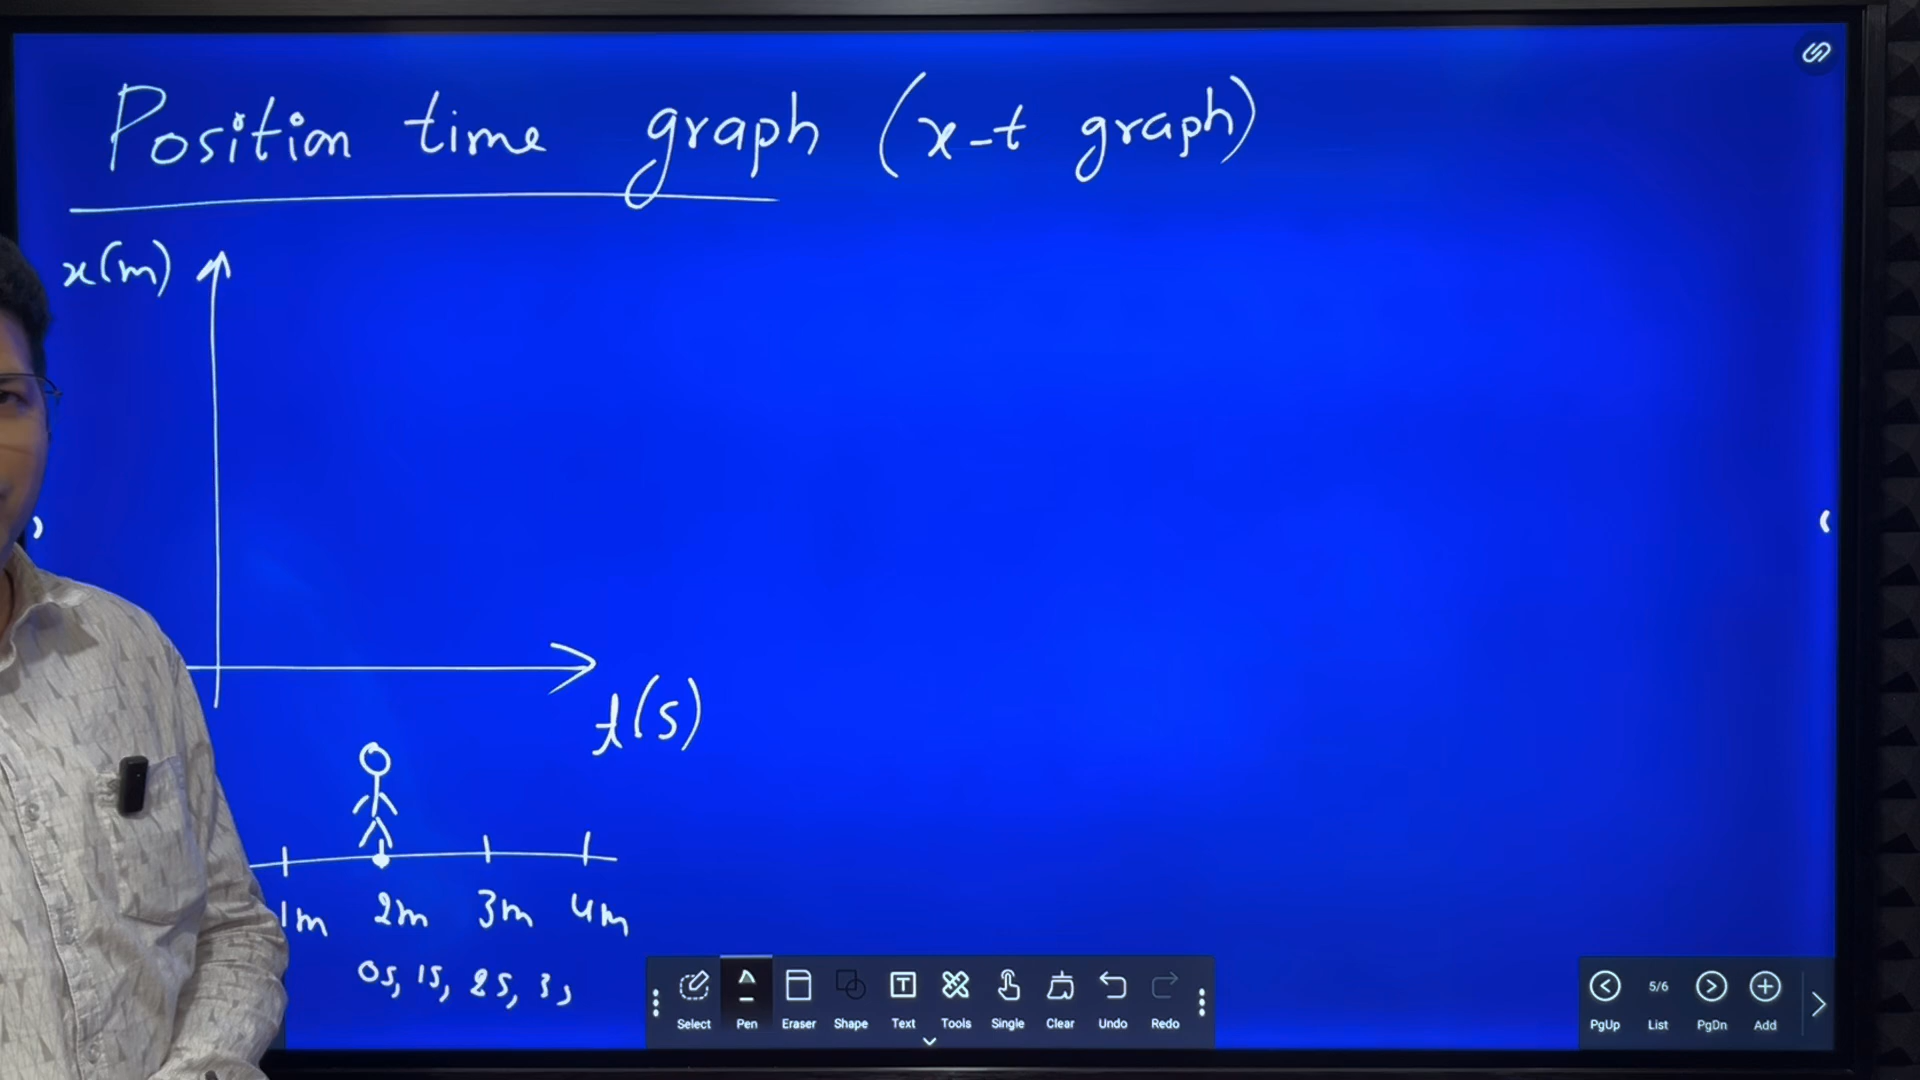 Position time graph (x-t graph)
x(m)
t(s)
1m 2m 3m 4m
0s, 1s, 2s, 3s
Select Pen Eraser Shape Text Tools Single Clear Undo Redo
5/6
PgUp List PgDn Add